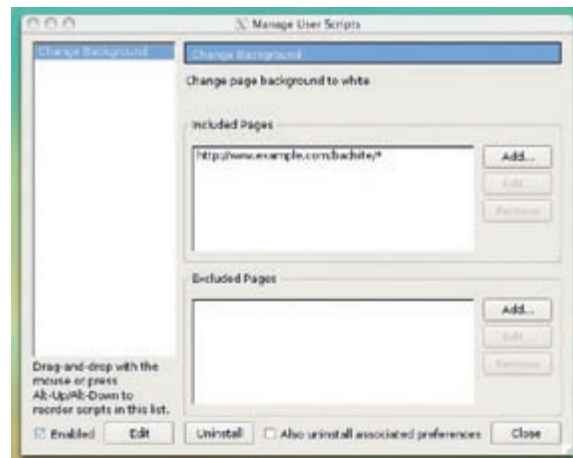 Manage User Scripts
Change Background
Change Background
Change page background to white
Included Pages
http://www.example.com/badsite/*
Add...
Edit
Remove
Excluded Pages
Add...
Edit
Remove
Drag-and-drop with the
mouse or press
Alt-Up/Alt-Down to
reorder scripts in this list.
Enabled
Edit
Uninstall
Also uninstall associated preferences
Close